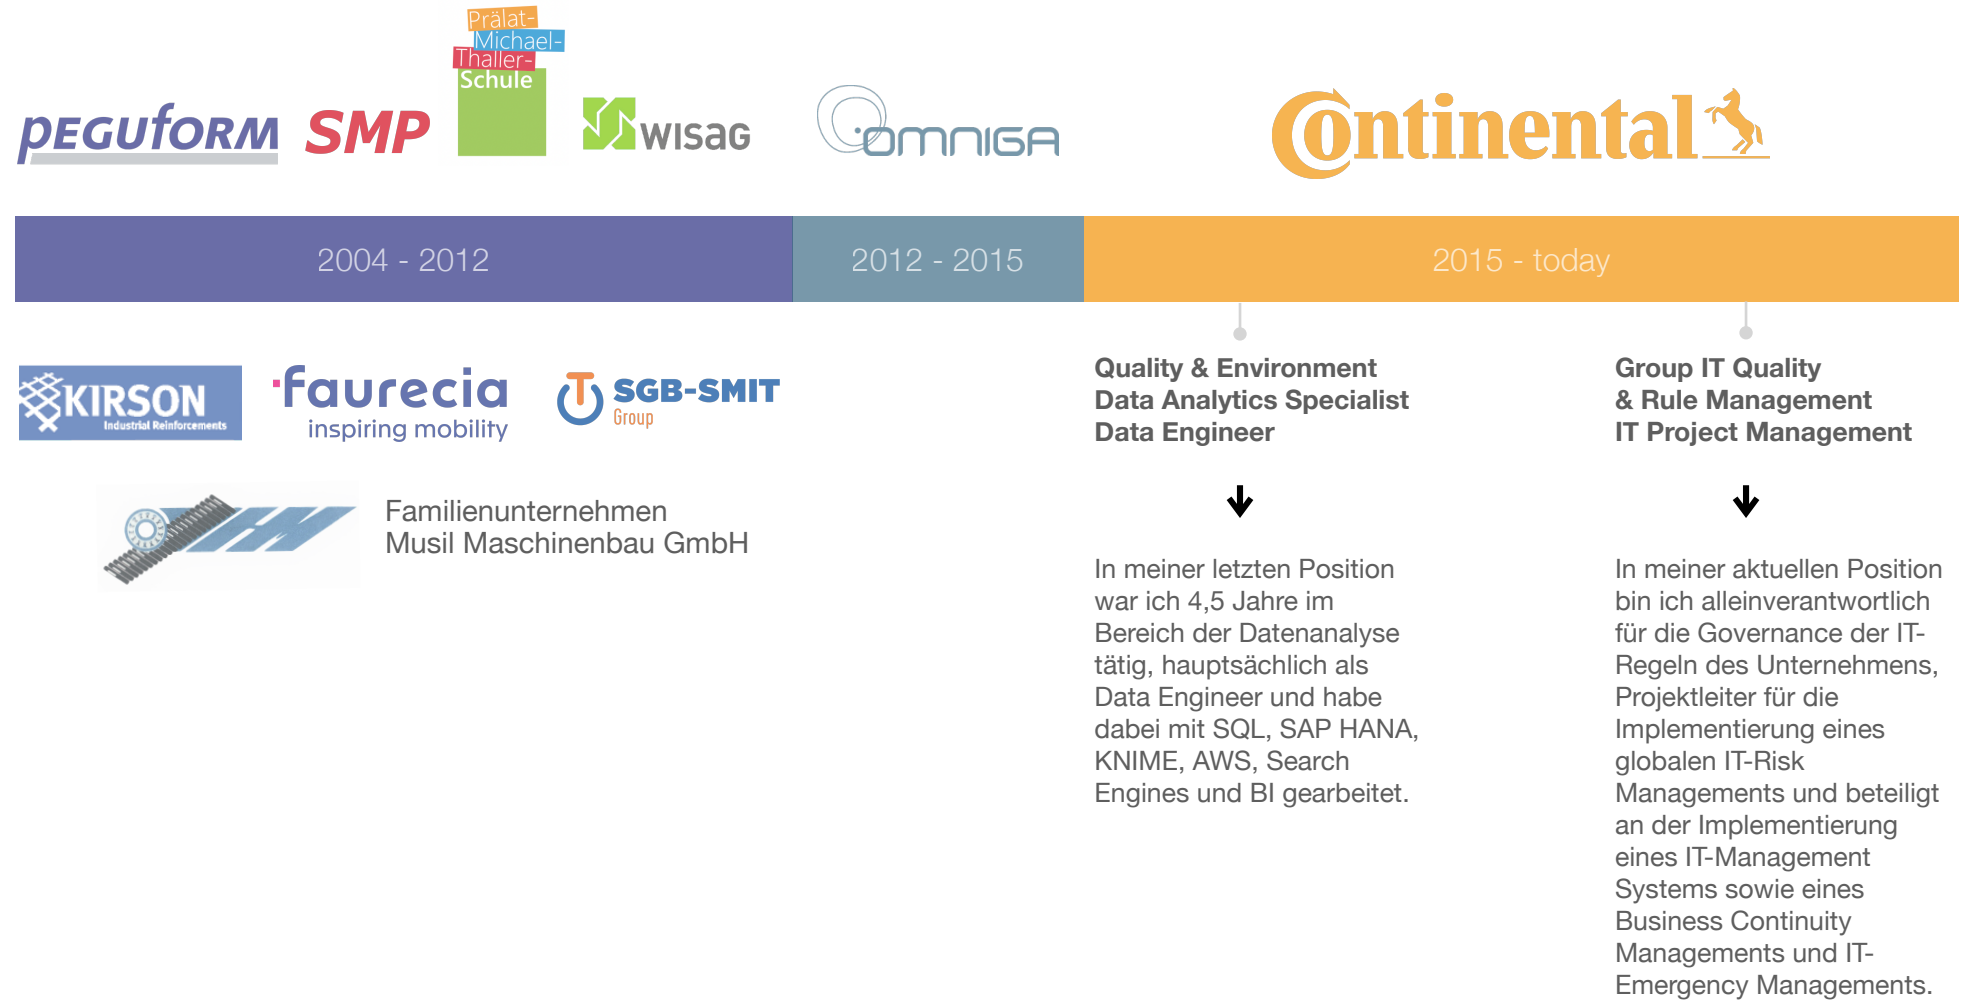 Prälat-
Michael-
Thaller-
Schule
peguform
SMP
WISAG
OMNIGA
Continental
2004 - 2012
2012 - 2015
2015 - today
KIRSON
Industrial Reinforcements
faurecia
inspiring mobility
SGB-SMIT
Group
Familienunternehmen
Musil Maschinenbau GmbH
Quality & Environment
Data Analytics Specialist
Data Engineer
In meiner letzten Position
war ich 4,5 Jahre im
Bereich der Datenanalyse
tätig, hauptsächlich als
Data Engineer und habe
dabei mit SQL, SAP HANA,
KNIME, AWS, Search
Engines und BI gearbeitet.
Group IT Quality
& Rule Management
IT Project Management
In meiner aktuellen Position
bin ich alleinverantwortlich
für die Governance der IT-
Regeln des Unternehmens,
Projektleiter für die
Implementierung eines
globalen IT-Risk
Managements und beteiligt
an der Implementierung
eines IT-Management
Systems sowie eines
Business Continuity
Managements und IT-
Emergency Managements.